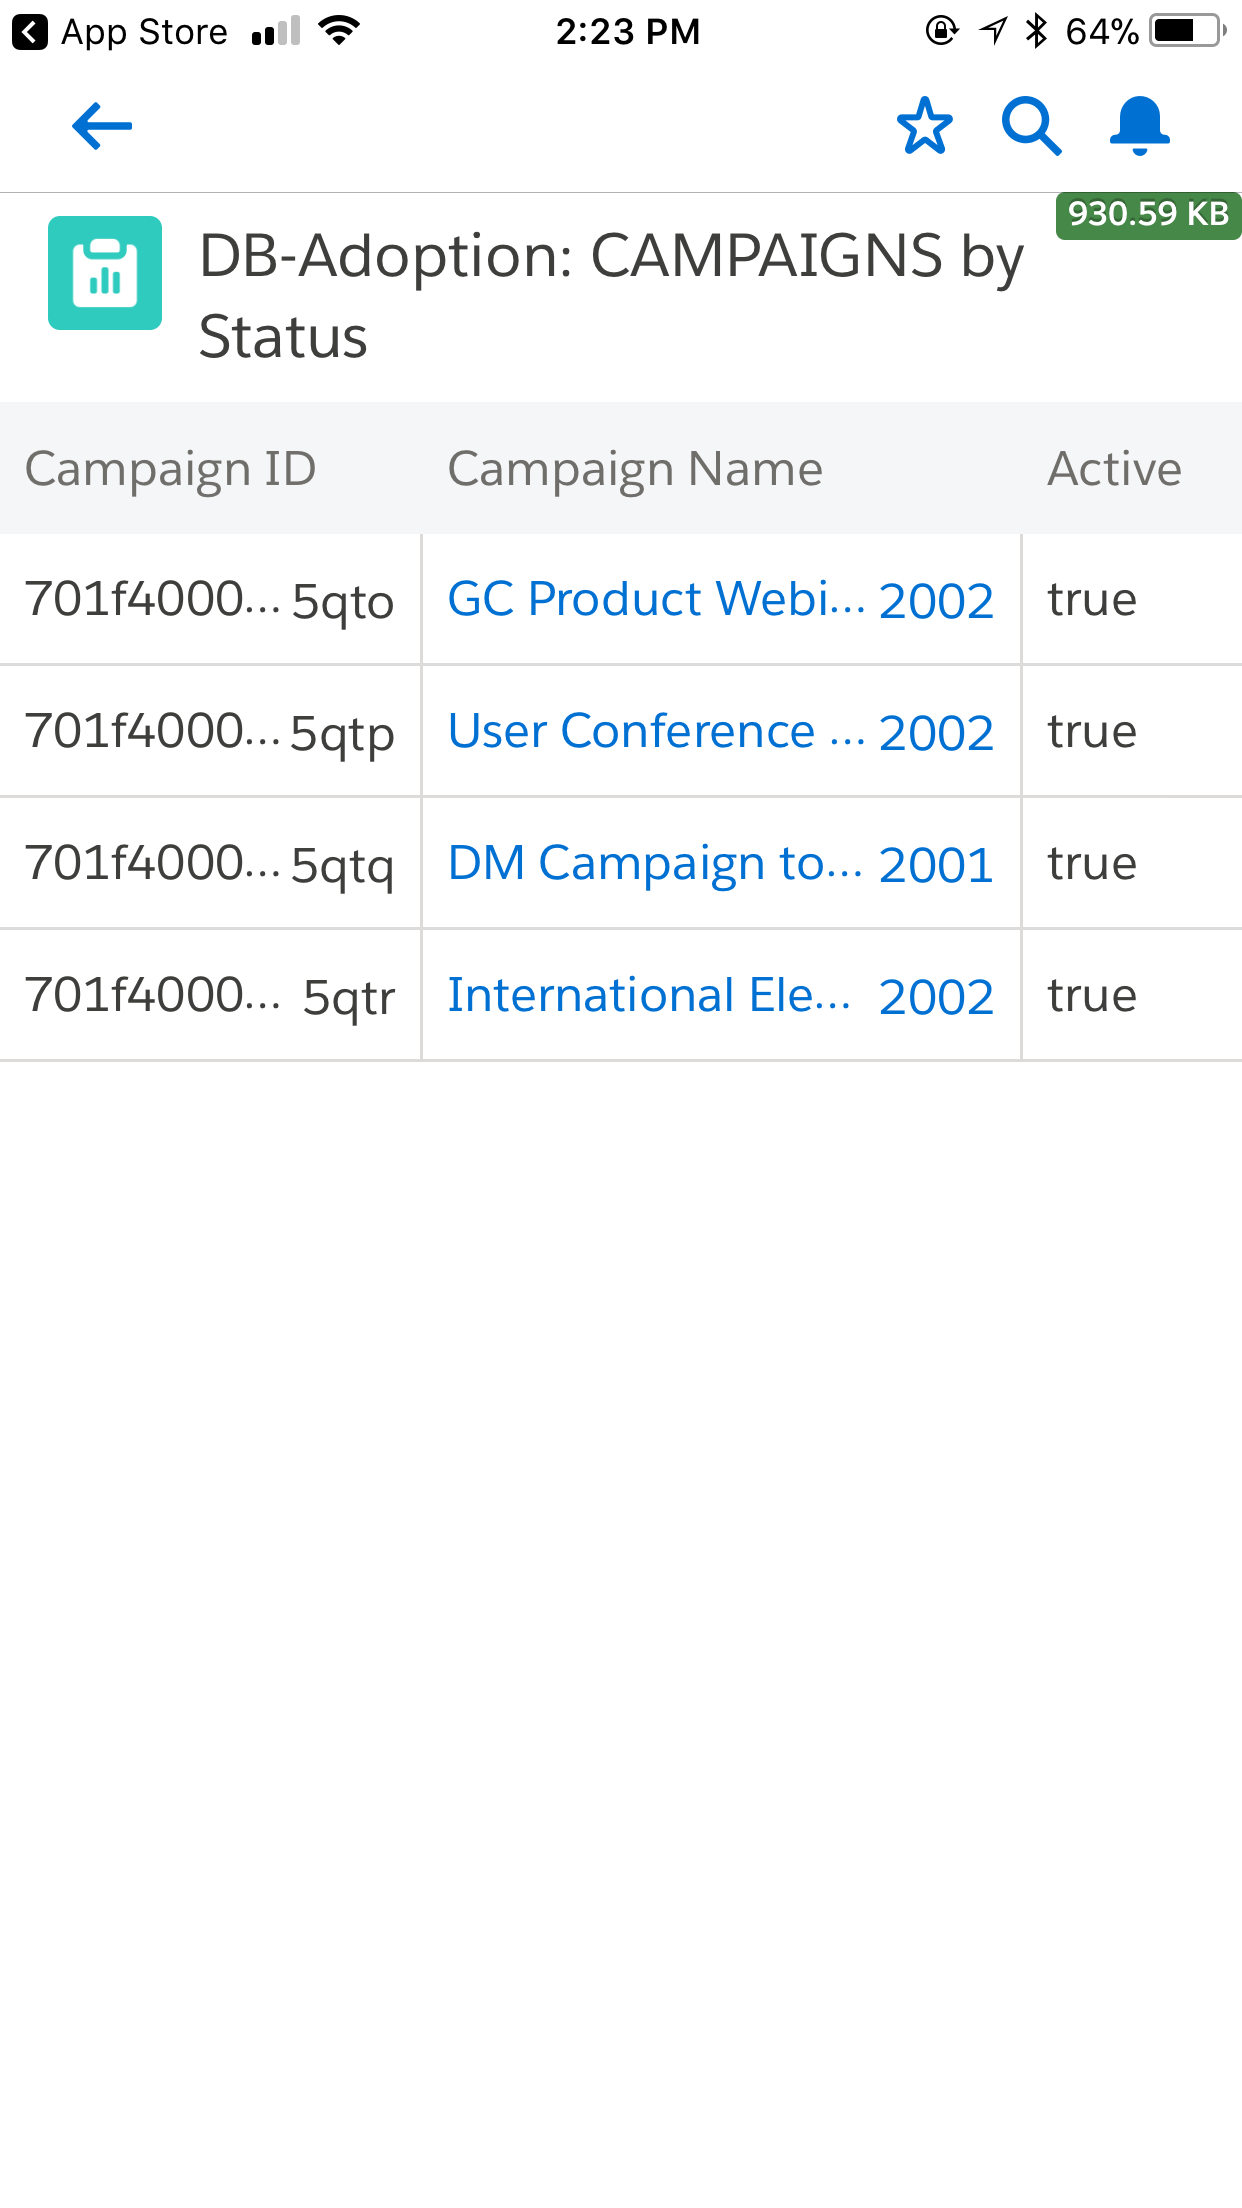 App Store 2:23 PM 64%
930.59 KB
DB-Adoption: CAMPAIGNS by
Status
Campaign ID Campaign Name Active
701f4000... 5qto GC Product Webi... 2002 true
701f4000... 5qtp User Conference ... 2002 true
701f4000... 5qtq DM Campaign to... 2001 true
701f4000... 5qtr International Ele... 2002 true